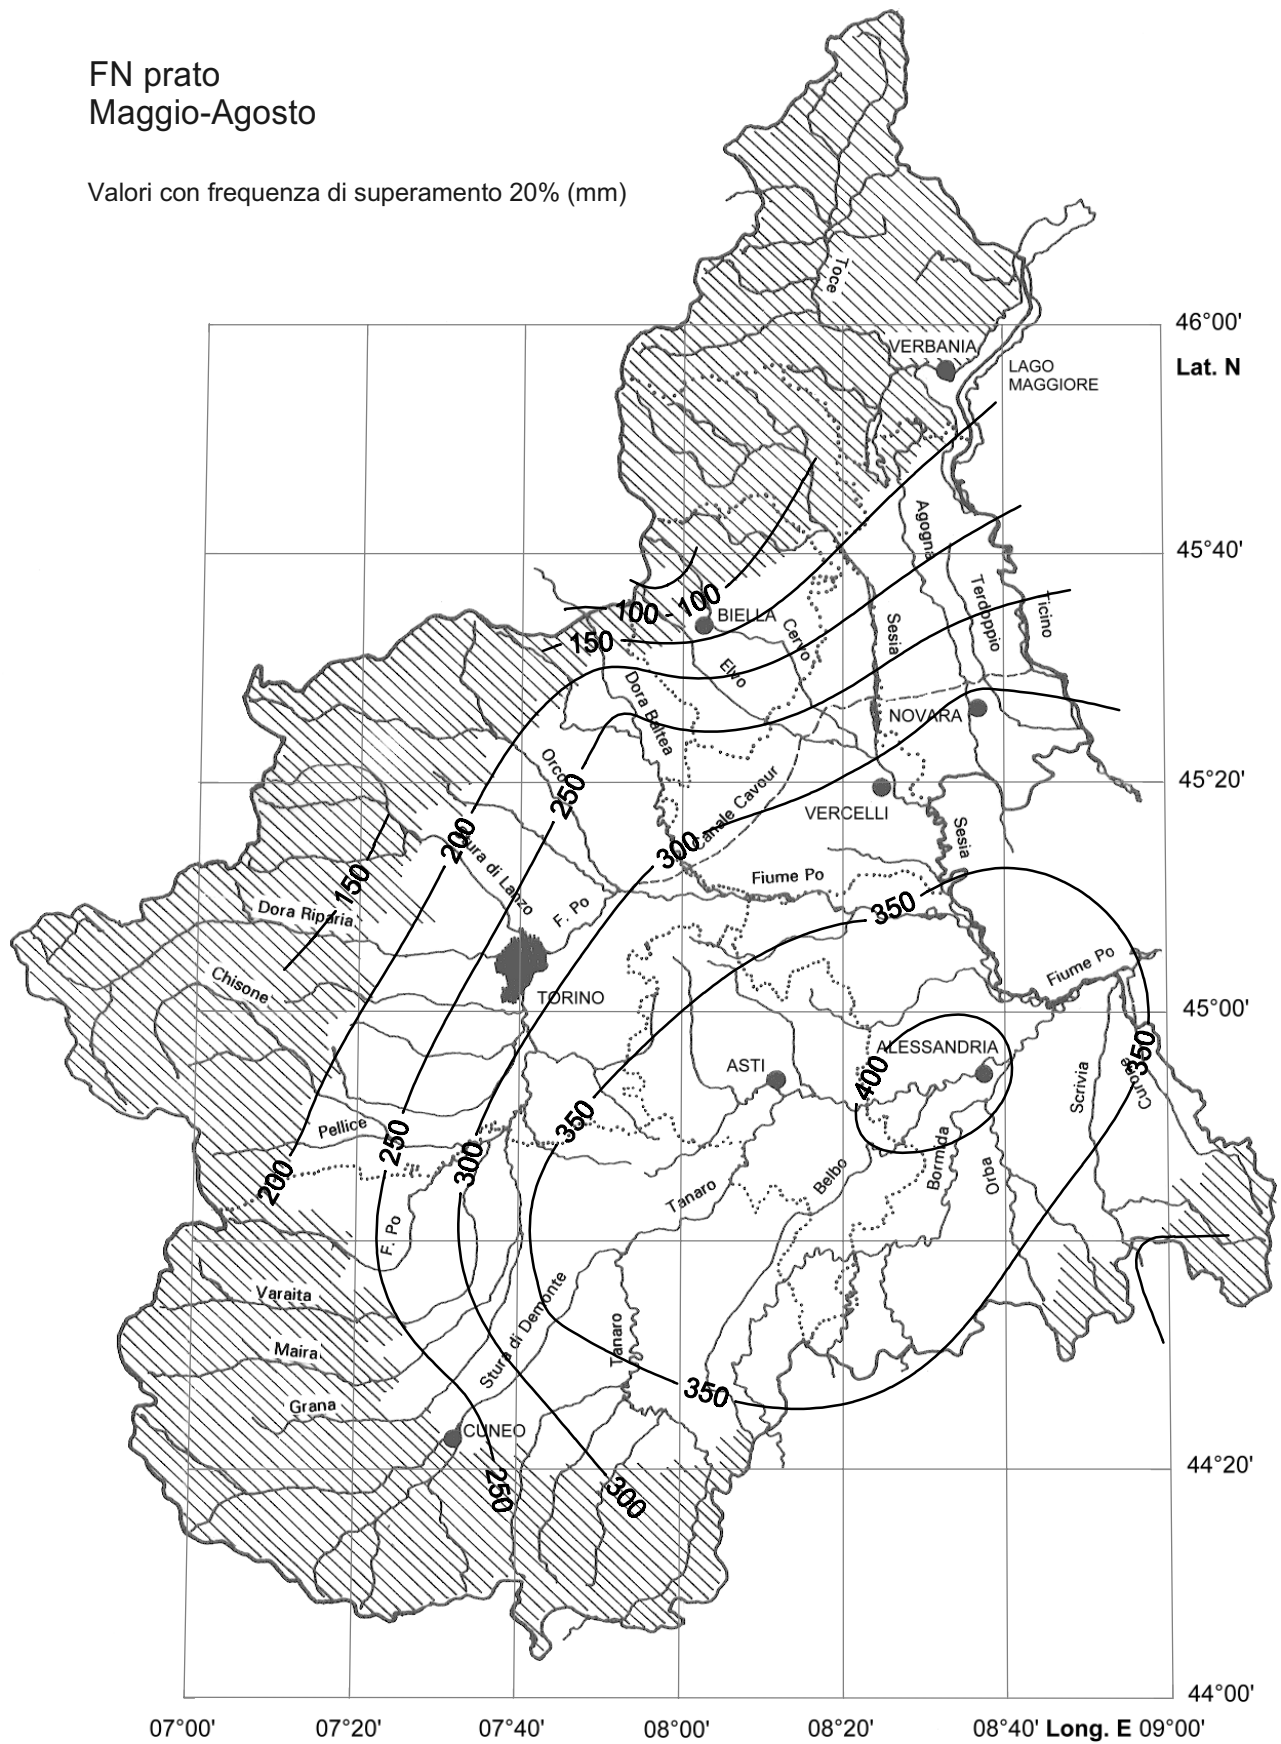 FN prato
Maggio-Agosto
Valori con frequenza di superamento 20% (mm)
Toce
46°00'
VERBANIA
Lat. N
LAGO
MAGGIORE
Agogna
45°40'
Terdoppio
Ticino
100 - 100
BIELLA
Cervo
Sesia
150
Elvo
Dora Baltea
NOVARA
Orco
250
45°20'
Canale Cavour
VERCELLI
200
300
Sesia
150
Fiume Po
350
Dora Riparia
F. Po
Fiume Po
Chisone
TORINO
45°00'
ASTI
ALESSANDRIA
400
350
Scrivia
Curone
350
Pellice
250
300
200
Tanaro
Belbo
Bormida
Orba
F. Po
Varaita
Stura di Demonte
Tanaro
Maira
350
Grana
CUNEO
44°20'
250
300
44°00'
07°00'
07°20'
07°40'
08°00'
08°20'
08°40'
Long. E
09°00'